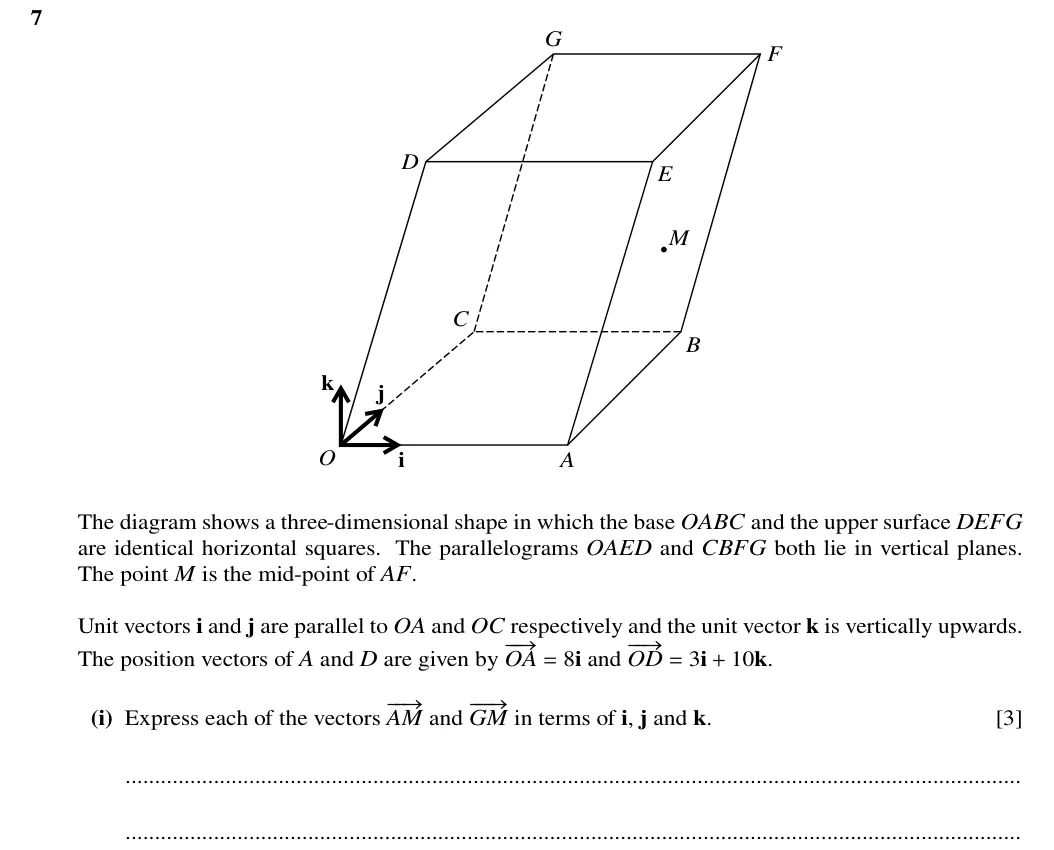 7
G
F
D
E
M
C
B
k
j
O
i
A
The diagram shows a three-dimensional shape in which the base OABC and the upper surface DEFG
are identical horizontal squares. The parallelograms OAED and CBFG both lie in vertical planes.
The point M is the mid-point of AF.
Unit vectors i and j are parallel to OA and OC respectively and the unit vector k is vertically upwards.
The position vectors of A and D are given by \overrightarrow{OA} = 8i and \overrightarrow{OD} = 3i + 10k.
(i) Express each of the vectors \overrightarrow{AM} and \overrightarrow{GM} in terms of i, j and k. [3]